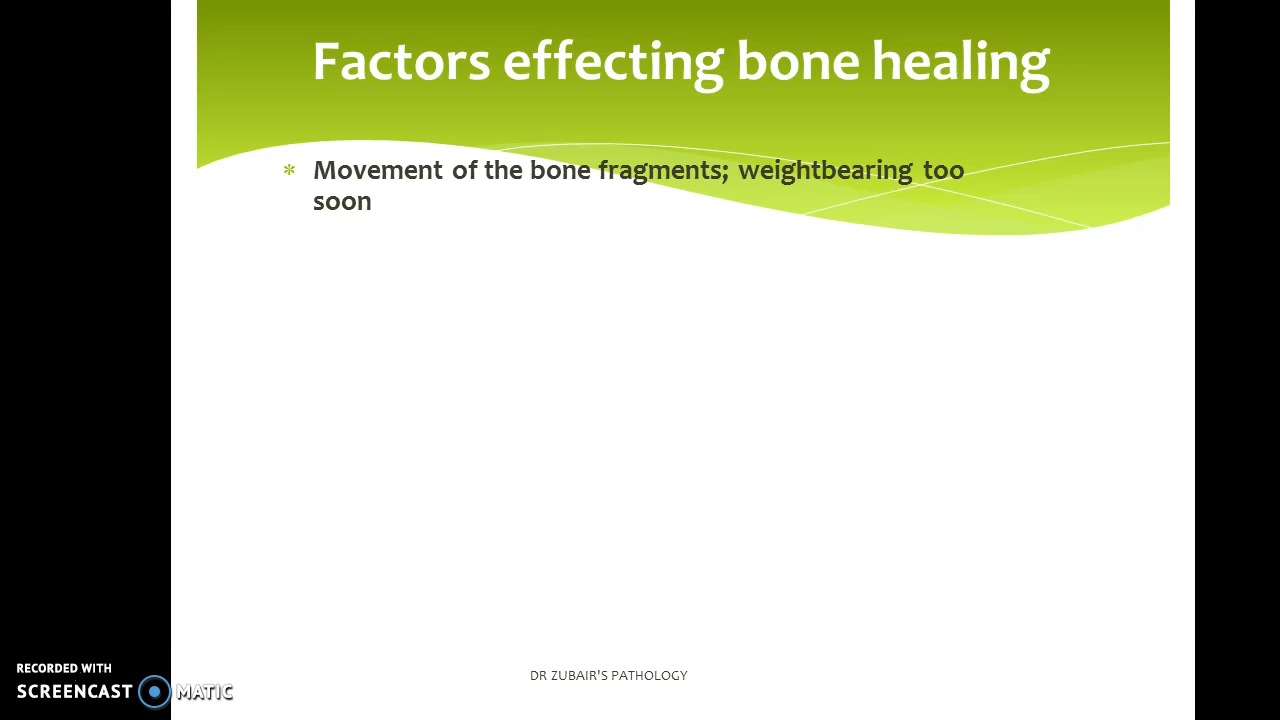 Factors effecting bone healing
* Movement of the bone fragments; weightbearing too
soon
DR ZUBAIR'S PATHOLOGY
RECORDED WITH
SCREENCAST MATIC